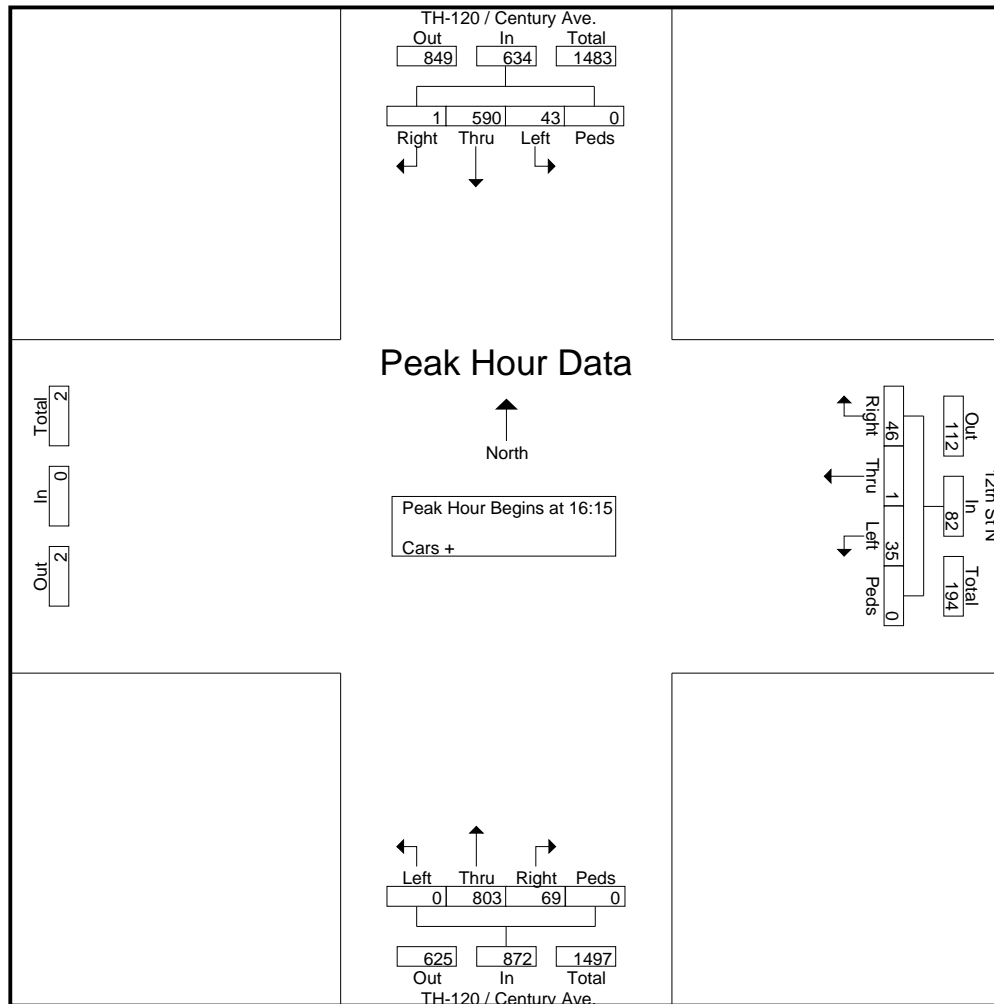 TH-120 / Century Ave.
Out In Total
849 634 1483
1 590 43 0
Right Thru Left Peds
Peak Hour Data
North
Peak Hour Begins at 16:15
Cars +
Total In Out
2 0 2
12th St N
Out In Total
112 82 194
46 1 35 0
Right Thru Left Peds
Left Thru Right Peds
0 803 69 0
625 872 1497
Out In Total
TH-120 / Century Ave.